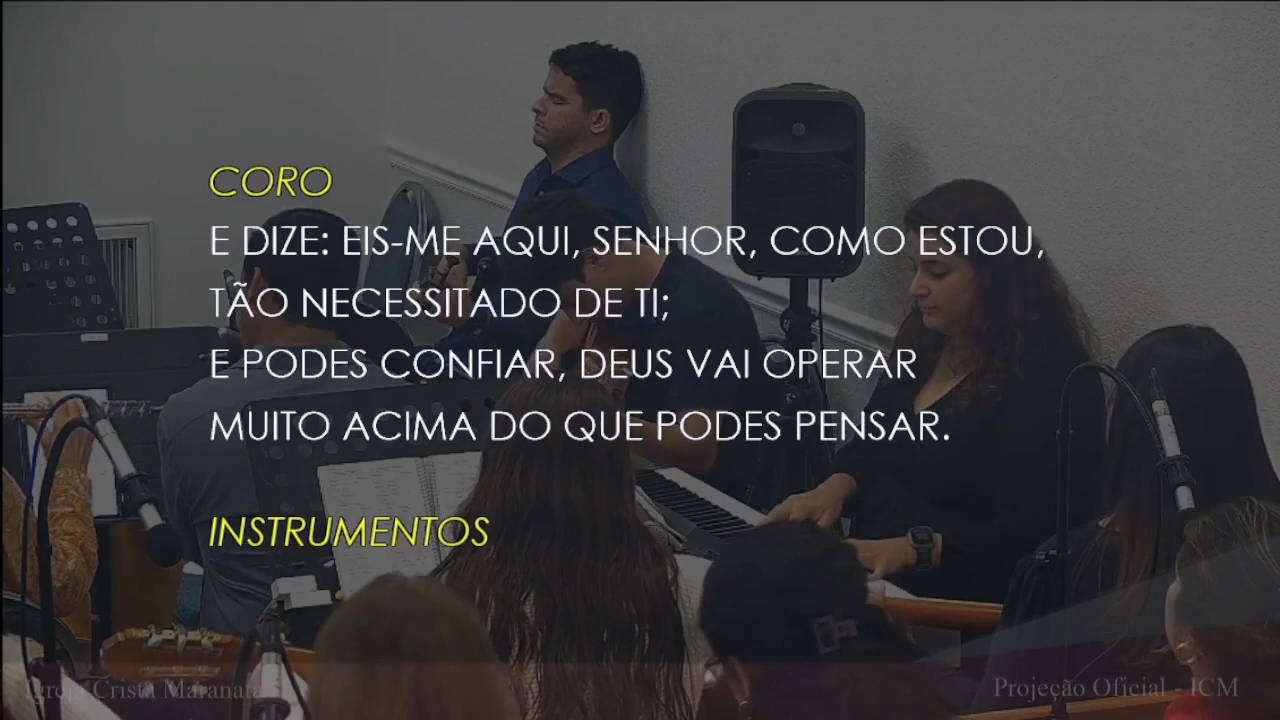 CORO
E DIZE: EIS-ME AQUI, SENHOR, COMO ESTOU,
TÃO NECESSITADO DE TI;
E PODES CONFIAR, DEUS VAI OPERAR
MUITO ACIMA DO QUE PODES PENSAR.
INSTRUMENTOS
Igreja Cristã Maranata
Projeção Oficial - ICM